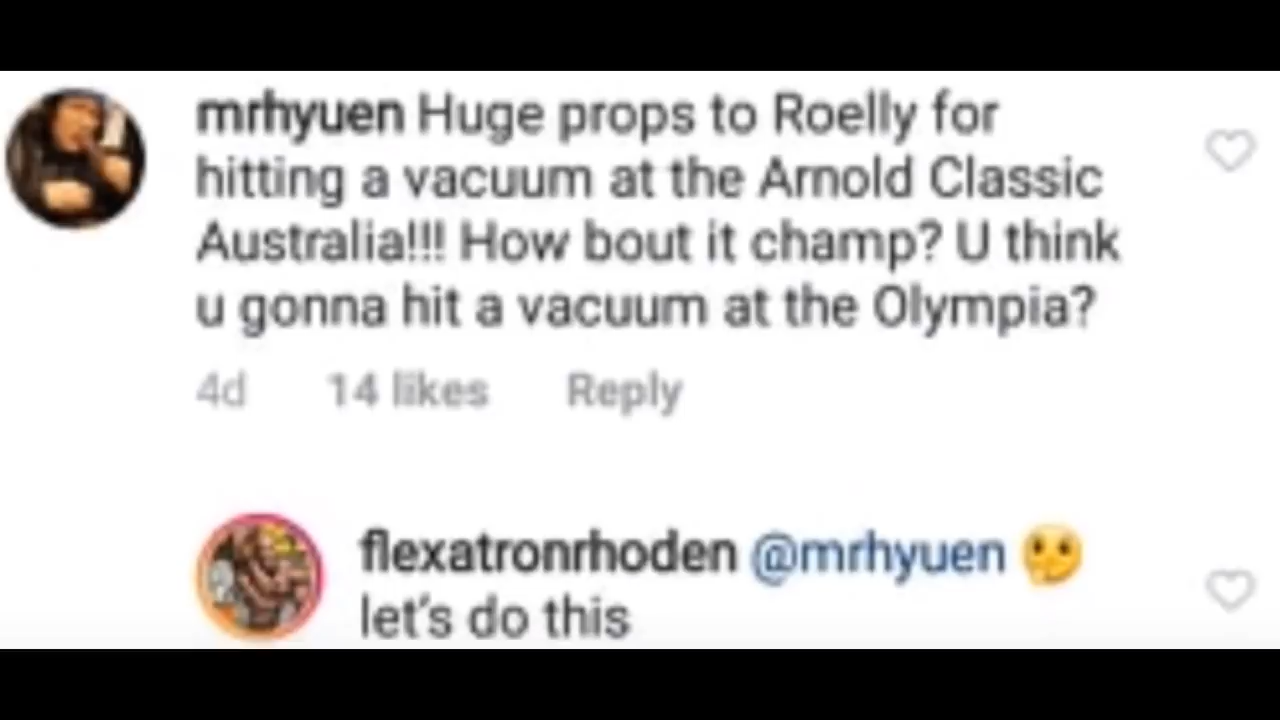 mrhyuen Huge props to Roelly for
hitting a vacuum at the Arnold Classic
Australia!!! How bout it champ? U think
u gonna hit a vacuum at the Olympia?
4d 14 likes Reply
flexatronrhoden @mrhyuen 🤔
let's do this